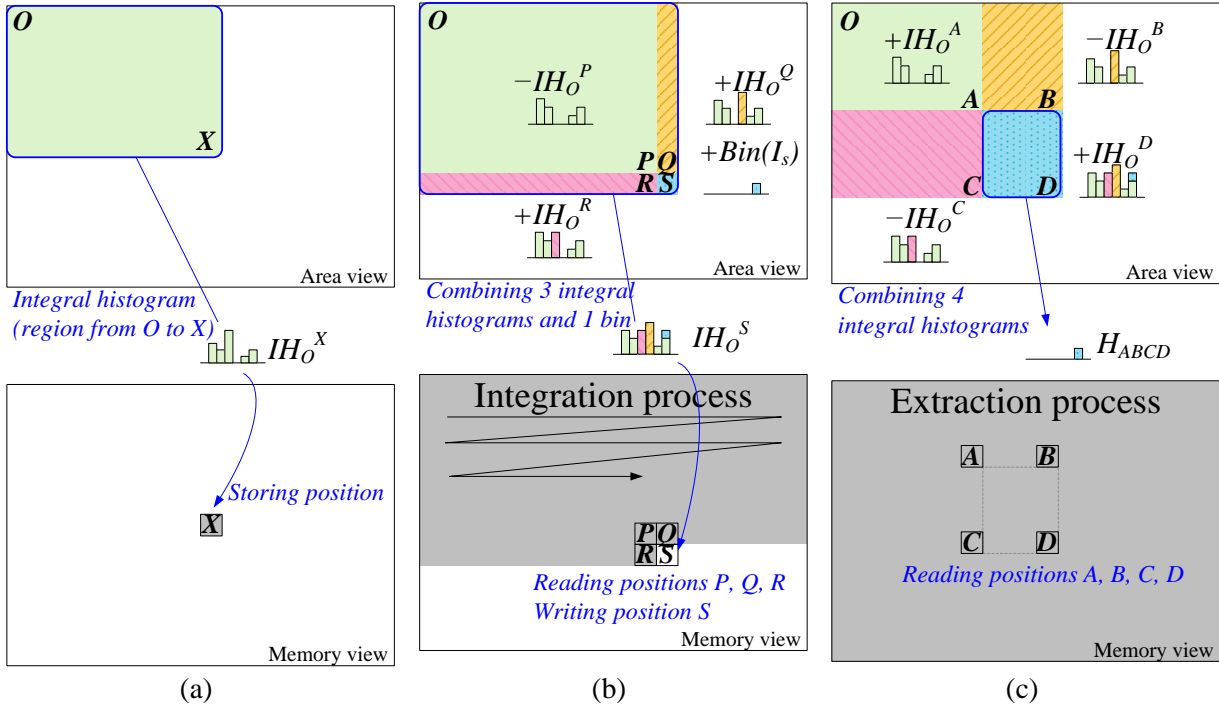 O
X
Area view
Integral histogram
(region from O to X)
IH_O^X
Storing position
X
Memory view
(a)
O
−IH_O^P
+IH_O^Q
+Bin(I_s)
P Q
R S
+IH_O^R
Area view
Combining 3 integral
histograms and 1 bin
IH_O^S
Integration process
P Q
R S
Reading positions P, Q, R
Writing position S
Memory view
(b)
O
+IH_O^A
−IH_O^B
A B
+IH_O^D
C D
−IH_O^C
Area view
Combining 4
integral histograms
H_ABCD
Extraction process
A B
C D
Reading positions A, B, C, D
Memory view
(c)